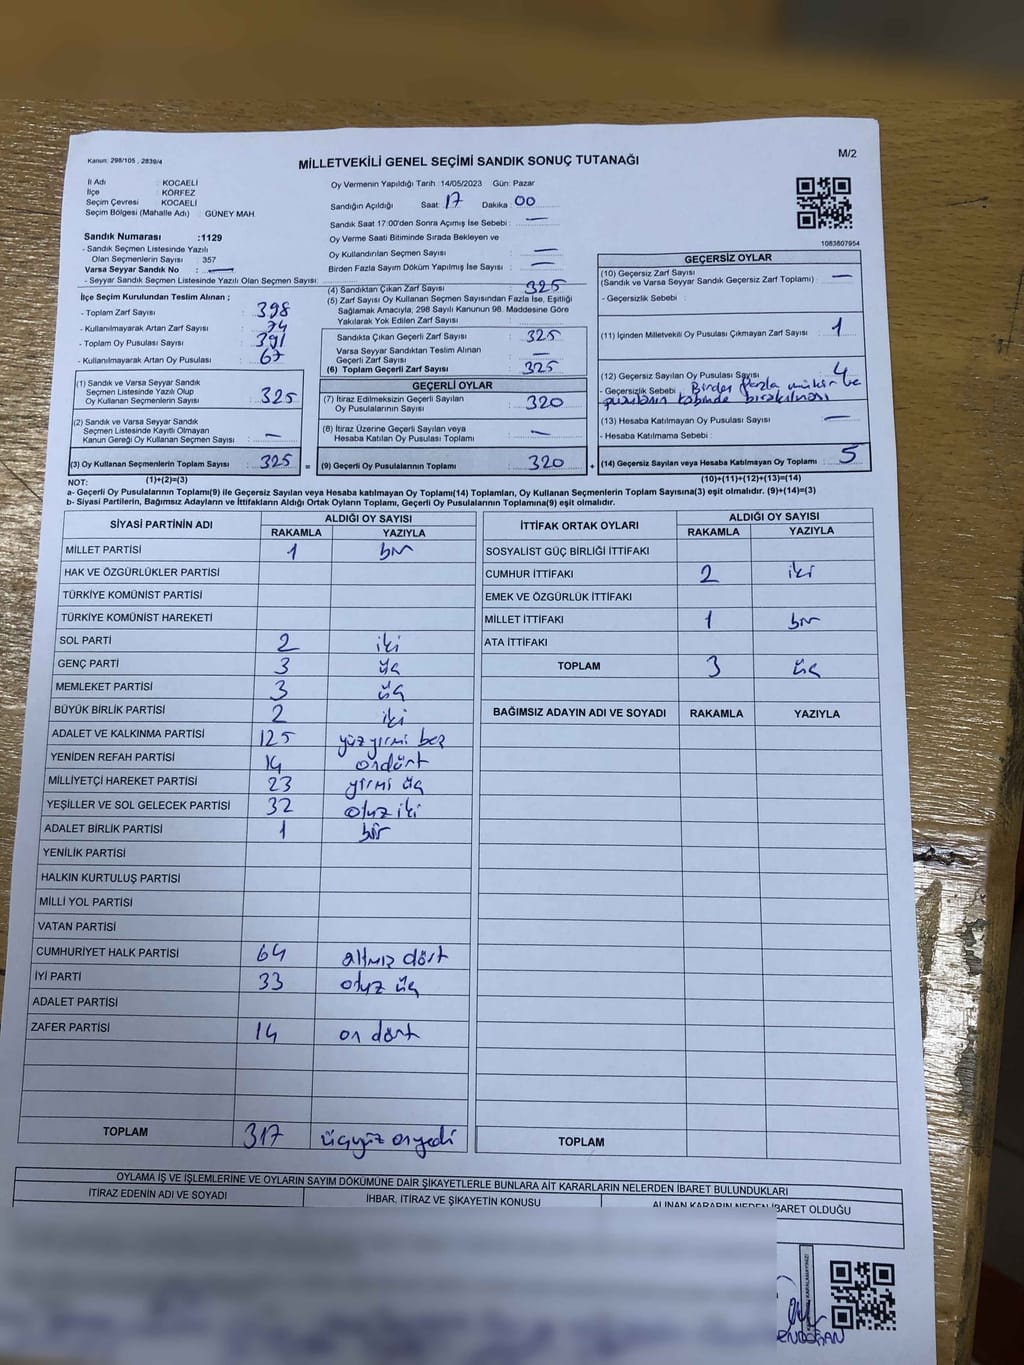 Kanun: 298/105 , 2839/4
MİLLETVEKİLİ GENEL SEÇİMİ SANDIK SONUÇ TUTANAĞI
M/2
İl Adı : KOCAELİ
İlçe : KÖRFEZ
Seçim Çevresi : KOCAELİ
Seçim Bölgesi (Mahalle Adı) : GÜNEY MAH.
Oy Vermenin Yapıldığı Tarih :14/05/2023 Gün: Pazar
Sandığın Açıldığı Saat: 17 Dakika: 00
Sandık Saat 17:00'den Sonra Açımış İse Sebebi : —
Oy Verme Saati Bitiminde Sırada Bekleyen ve
Oy Kullandırılan Seçmen Sayısı : —
Birden Fazla Sayım Döküm Yapılmış İse Sayısı : —
1083807954
Sandık Numarası :1129
- Sandık Seçmen Listesinde Yazılı
Olan Seçmenlerin Sayısı : 357
Varsa Seyyar Sandık No : —
- Seyyar Sandık Seçmen Listesinde Yazılı Olan Seçmen Sayısı:
İlçe Seçim Kurulundan Teslim Alınan ;
- Toplam Zarf Sayısı : 398
- Kullanılmayarak Artan Zarf Sayısı : 74
- Toplam Oy Pusulası Sayısı : 391
- Kullanılmayarak Artan Oy Pusulası : 67
(1) Sandık ve Varsa Seyyar Sandık
Seçmen Listesinde Yazılı Olup
Oy Kullanan Seçmenlerin Sayısı : 325
(2) Sandık ve Varsa Seyyar Sandık
Seçmen Listesinde Kayıtlı Olmayan
Kanun Gereği Oy Kullanan Seçmen Sayısı : —
(3) Oy Kullanan Seçmenlerin Toplam Sayısı : 325
(1)+(2)=(3)
(4) Sandıktan Çıkan Zarf Sayısı : 325
(5) Zarf Sayısı Oy Kullanan Seçmen Sayısından Fazla İse, Eşitliği
Sağlamak Amacıyla, 298 Sayılı Kanunun 98. Maddesine Göre
Yakılarak Yok Edilen Zarf Sayısı :
Sandıkta Çıkan Geçerli Zarf Sayısı : 325
Varsa Seyyar Sandıktan Teslim Alınan
Geçerli Zarf Sayısı : —
(6) Toplam Geçerli Zarf Sayısı : 325
GEÇERLİ OYLAR
(7) İtiraz Edilmeksizin Geçerli Sayılan
Oy Pusulalarının Sayısı : 320
(8) İtiraz Üzerine Geçerli Sayılan veya
Hesaba Katılan Oy Pusulası Toplamı : —
= (9) Geçerli Oy Pusulalarının Toplamı : 320 +
GEÇERSİZ OYLAR
(10) Geçersiz Zarf Sayısı
(Sandık ve Varsa Seyyar Sandık Geçersiz Zarf Toplamı) : —
- Geçersizlik Sebebi :
(11) İçinden Milletvekili Oy Pusulası Çıkmayan Zarf Sayısı : 1
(12) Geçersiz Sayılan Oy Pusulası Sayısı : 4
- Geçersizlik Sebebi : Birden fazla mühür ve
pusulanın kabinde bırakılması
(13) Hesaba Katılmayan Oy Pusulası Sayısı : —
- Hesaba Katılmama Sebebi :
(14) Geçersiz Sayılan veya Hesaba Katılmayan Oy Toplamı : 5
(10)+(11)+(12)+(13)=(14)
NOT:
a- Geçerli Oy Pusulalarının Toplamı(9) ile Geçersiz Sayılan veya Hesaba katılmayan Oy Toplamı(14) Toplamları, Oy Kullanan Seçmenlerin Toplam Sayısına(3) eşit olmalıdır. (9)+(14)=(3)
b- Siyasi Partilerin, Bağımsız Adayların ve İttifakların Aldığı Ortak Oyların Toplamı, Geçerli Oy Pusulalarının Toplamına(9) eşit olmalıdır.
SİYASİ PARTİNİN ADI ALDIĞI OY SAYISI
RAKAMLA YAZIYLA
MİLLET PARTİSİ 1 bir
HAK VE ÖZGÜRLÜKLER PARTİSİ
TÜRKİYE KOMÜNİST PARTİSİ
TÜRKİYE KOMÜNİST HAREKETİ
SOL PARTİ 2 iki
GENÇ PARTİ 3 üç
MEMLEKET PARTİSİ 3 üç
BÜYÜK BİRLİK PARTİSİ 2 iki
ADALET VE KALKINMA PARTİSİ 125 yüz yirmi beş
YENİDEN REFAH PARTİSİ 14 ondört
MİLLİYETÇİ HAREKET PARTİSİ 23 yirmi üç
YEŞİLLER VE SOL GELECEK PARTİSİ 32 otuz iki
ADALET BİRLİK PARTİSİ 1 bir
YENİLİK PARTİSİ
HALKIN KURTULUŞ PARTİSİ
MİLLİ YOL PARTİSİ
VATAN PARTİSİ
CUMHURİYET HALK PARTİSİ 64 altmış dört
İYİ PARTİ 33 otuz üç
ADALET PARTİSİ
ZAFER PARTİSİ 14 on dört
TOPLAM 317 üçyüz onyedi
İTTİFAK ORTAK OYLARI ALDIĞI OY SAYISI
RAKAMLA YAZIYLA
SOSYALİST GÜÇ BİRLİĞİ İTTİFAKI
CUMHUR İTTİFAKI 2 iki
EMEK VE ÖZGÜRLÜK İTTİFAKI
MİLLET İTTİFAKI 1 bir
ATA İTTİFAKI
TOPLAM 3 üç
BAĞIMSIZ ADAYIN ADI VE SOYADI RAKAMLA YAZIYLA
TOPLAM
OYLAMA İŞ VE İŞLEMLERİNE VE OYLARIN SAYIM DÖKÜMÜNE DAİR ŞİKAYETLERLE BUNLARA AİT KARARLARIN NELERDEN İBARET BULUNDUKLARI
İTİRAZ EDENİN ADI VE SOYADI İHBAR, İTİRAZ VE ŞİKAYETİN KONUSU ALINAN KARARIN NEDEN İBARET OLDUĞU